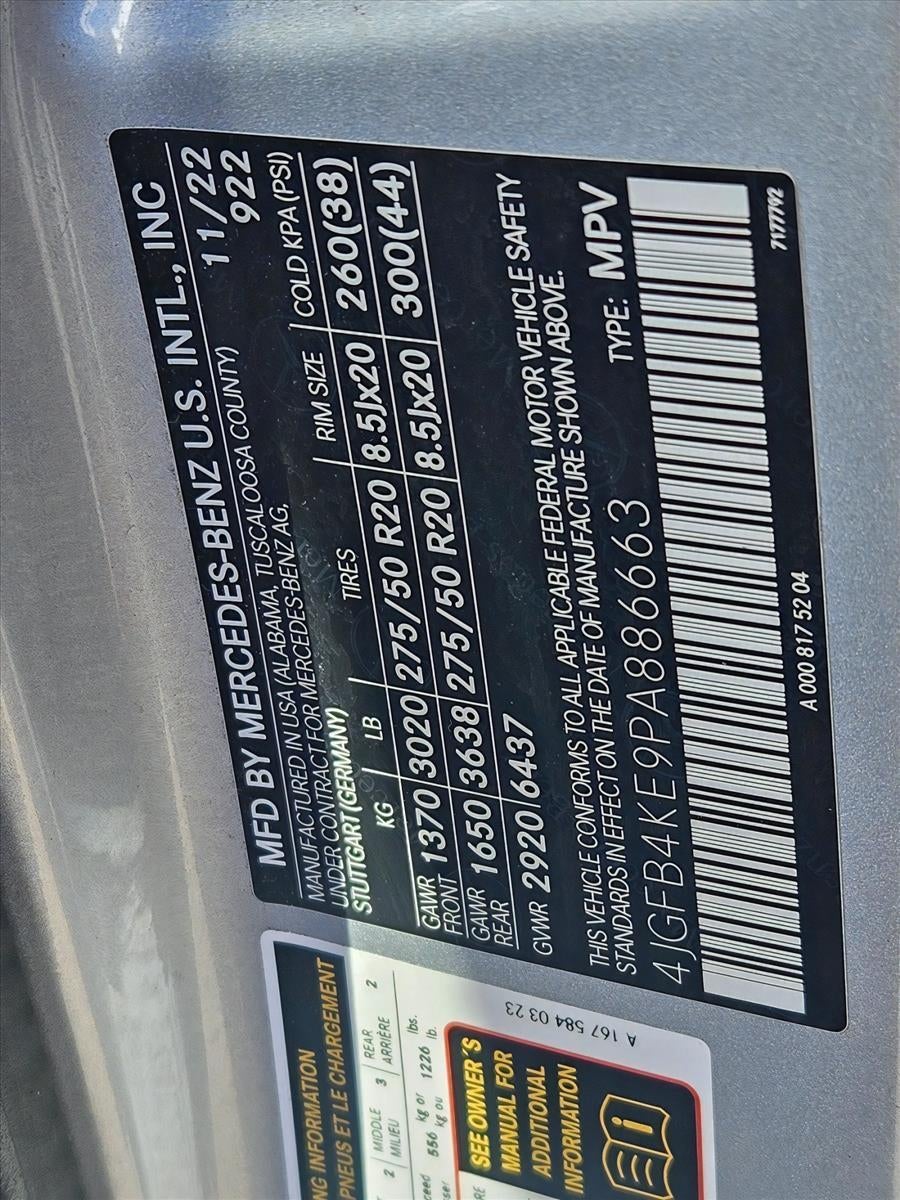 MFD BY MERCEDES-BENZ U.S. INTL., INC
MANUFACTURED IN USA (ALABAMA, TUSCALOOSA COUNTY) 11/22
UNDER CONTRACT FOR MERCEDES-BENZ AG, 922
STUTTGART (GERMANY)
KG LB TIRES RIM SIZE COLD KPA (PSI)
GAWR FRONT 1370 3020 275/50 R20 8.5Jx20 260(38)
GAWR REAR 1650 3638 275/50 R20 8.5Jx20 300(44)
GVWR 2920 6437
THIS VEHICLE CONFORMS TO ALL APPLICABLE FEDERAL MOTOR VEHICLE SAFETY
STANDARDS IN EFFECT ON THE DATE OF MANUFACTURE SHOWN ABOVE.
4JGFB4KE9PA886663 TYPE: MPV
A 000 817 52 04 7177792
NG INFORMATION
PNEUS ET LE CHARGEMENT
2 MIDDLE MILIEU 3 REAR ARRIÈRE 2
ceed 556 kg or 1226 lbs.
kg ou lb.
SEE OWNER'S
MANUAL FOR
ADDITIONAL
INFORMATION
A 167 584 03 23